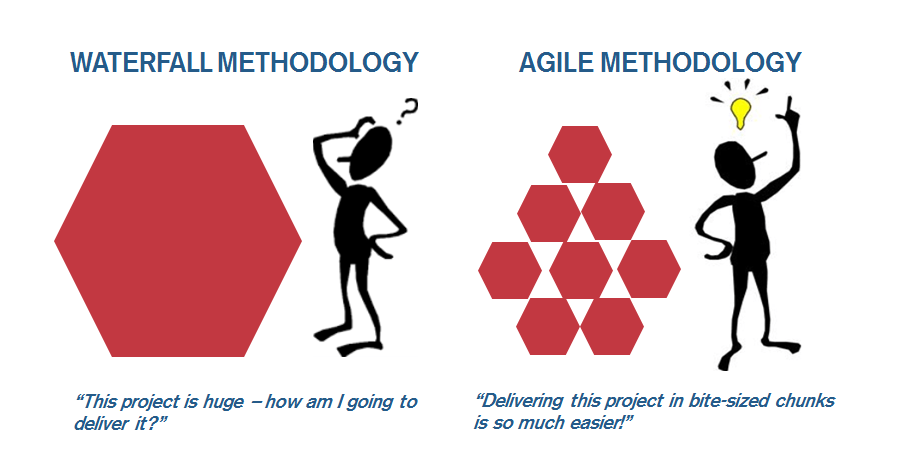 WATERFALL METHODOLOGY
AGILE METHODOLOGY
?
“This project is huge – how am I going to
deliver it?”
“Delivering this project in bite-sized chunks
is so much easier!”